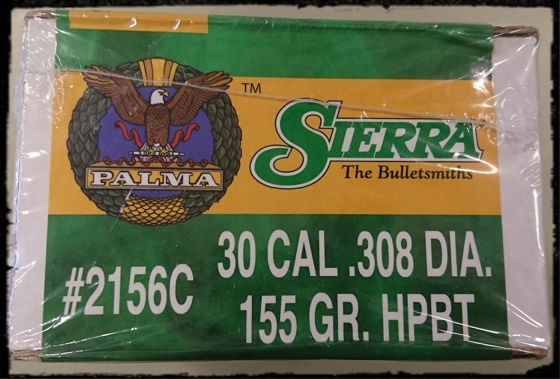 PALMA
TM
SIERRA
The Bulletsmiths
#2156C
30 CAL .308 DIA.
155 GR. HPBT